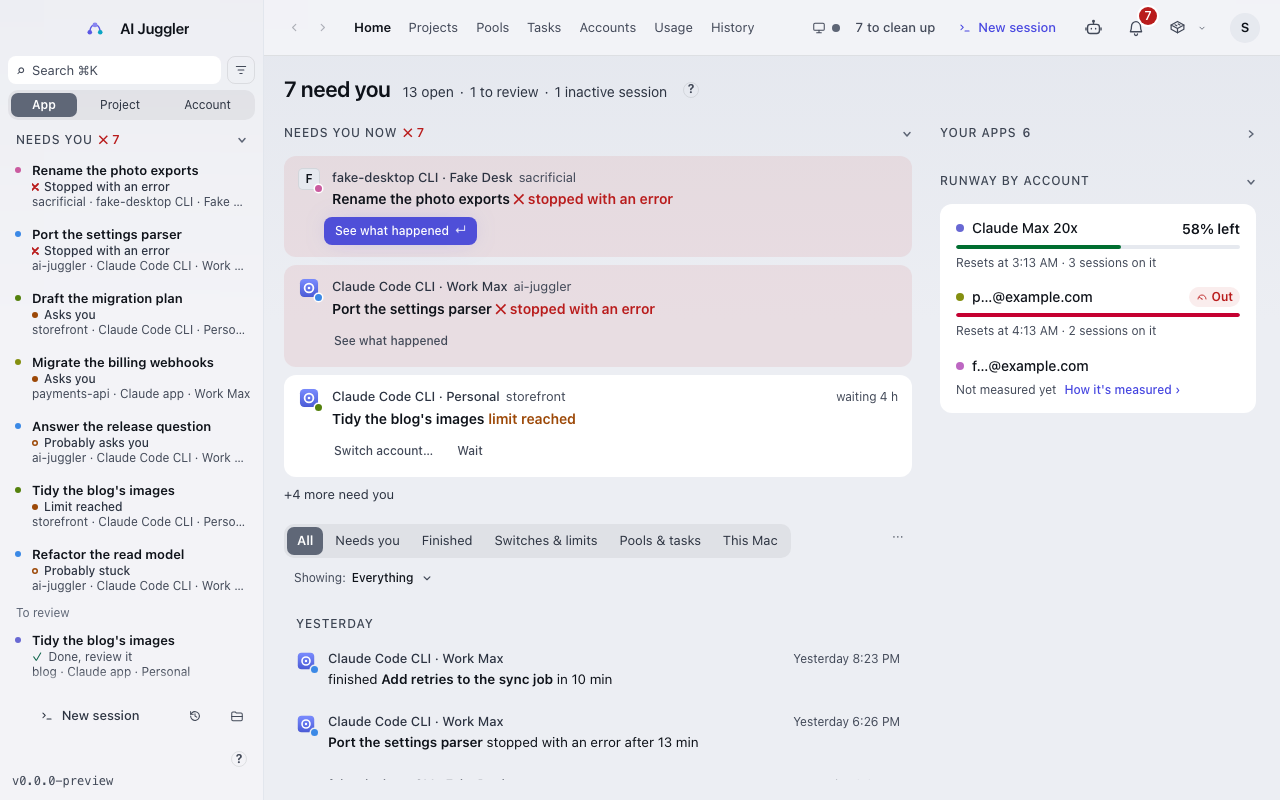 AI Juggler
Search ⌘K
App Project Account
NEEDS YOU 7
Rename the photo exports
Stopped with an error
sacrificial · fake-desktop CLI · Fake ...
Port the settings parser
Stopped with an error
ai-juggler · Claude Code CLI · Work ...
Draft the migration plan
Asks you
storefront · Claude Code CLI · Perso...
Migrate the billing webhooks
Asks you
payments-api · Claude app · Work Max
Answer the release question
Probably asks you
ai-juggler · Claude Code CLI · Work ...
Tidy the blog's images
Limit reached
storefront · Claude Code CLI · Perso...
Refactor the read model
Probably stuck
ai-juggler · Claude Code CLI · Work ...
To review
Tidy the blog's images
Done, review it
blog · Claude app · Personal
New session
?
v0.0.0-preview
Home Projects Pools Tasks Accounts Usage History
7 to clean up
New session
7
S
7 need you 13 open · 1 to review · 1 inactive session ?
NEEDS YOU NOW 7
F
fake-desktop CLI · Fake Desk sacrificial
Rename the photo exports stopped with an error
See what happened ↵
Claude Code CLI · Work Max ai-juggler
Port the settings parser stopped with an error
See what happened
Claude Code CLI · Personal storefront waiting 4 h
Tidy the blog's images limit reached
Switch account... Wait
+4 more need you
All Needs you Finished Switches & limits Pools & tasks This Mac ...
Showing: Everything
YESTERDAY
Claude Code CLI · Work Max Yesterday 8:23 PM
finished Add retries to the sync job in 10 min
Claude Code CLI · Work Max Yesterday 6:26 PM
Port the settings parser stopped with an error after 13 min
YOUR APPS 6
RUNWAY BY ACCOUNT
Claude Max 20x 58% left
Resets at 3:13 AM · 3 sessions on it
p...@example.com Out
Resets at 4:13 AM · 2 sessions on it
f...@example.com
Not measured yet How it's measured ›